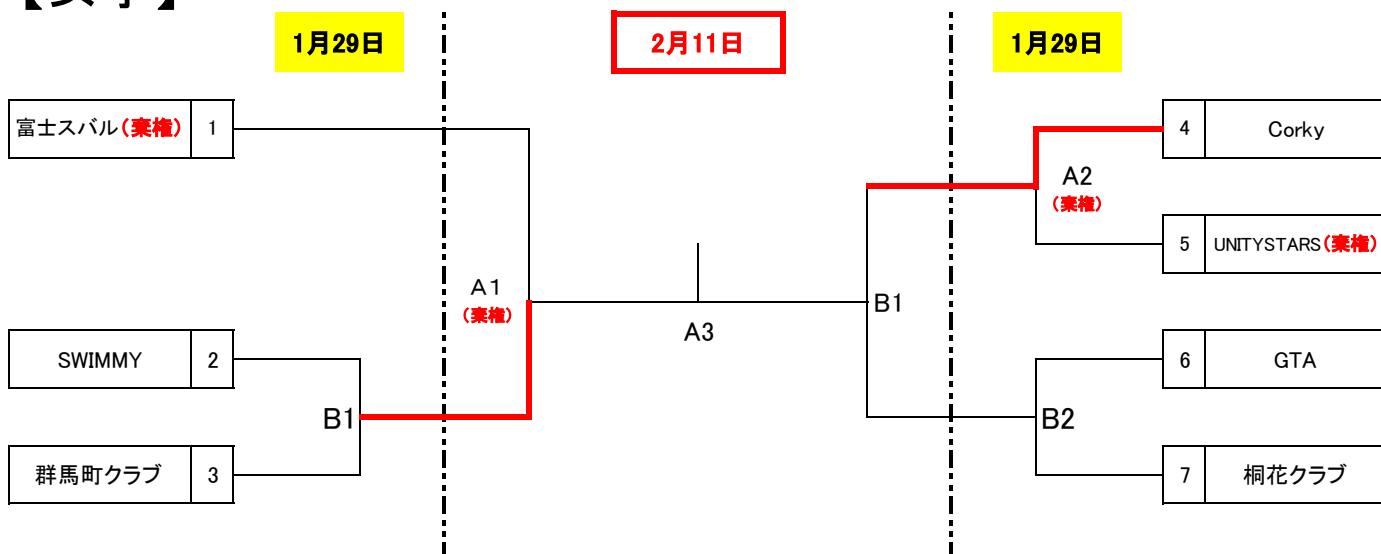 1月29日
2月11日
1月29日
富士スバル(棄権) 1
4 Corky
A2
(棄権)
5 UNITYSTARS(棄権)
A1
(棄権)
B1
A3
SWIMMY 2
6 GTA
B1
B2
群馬町クラブ 3
7 桐花クラブ